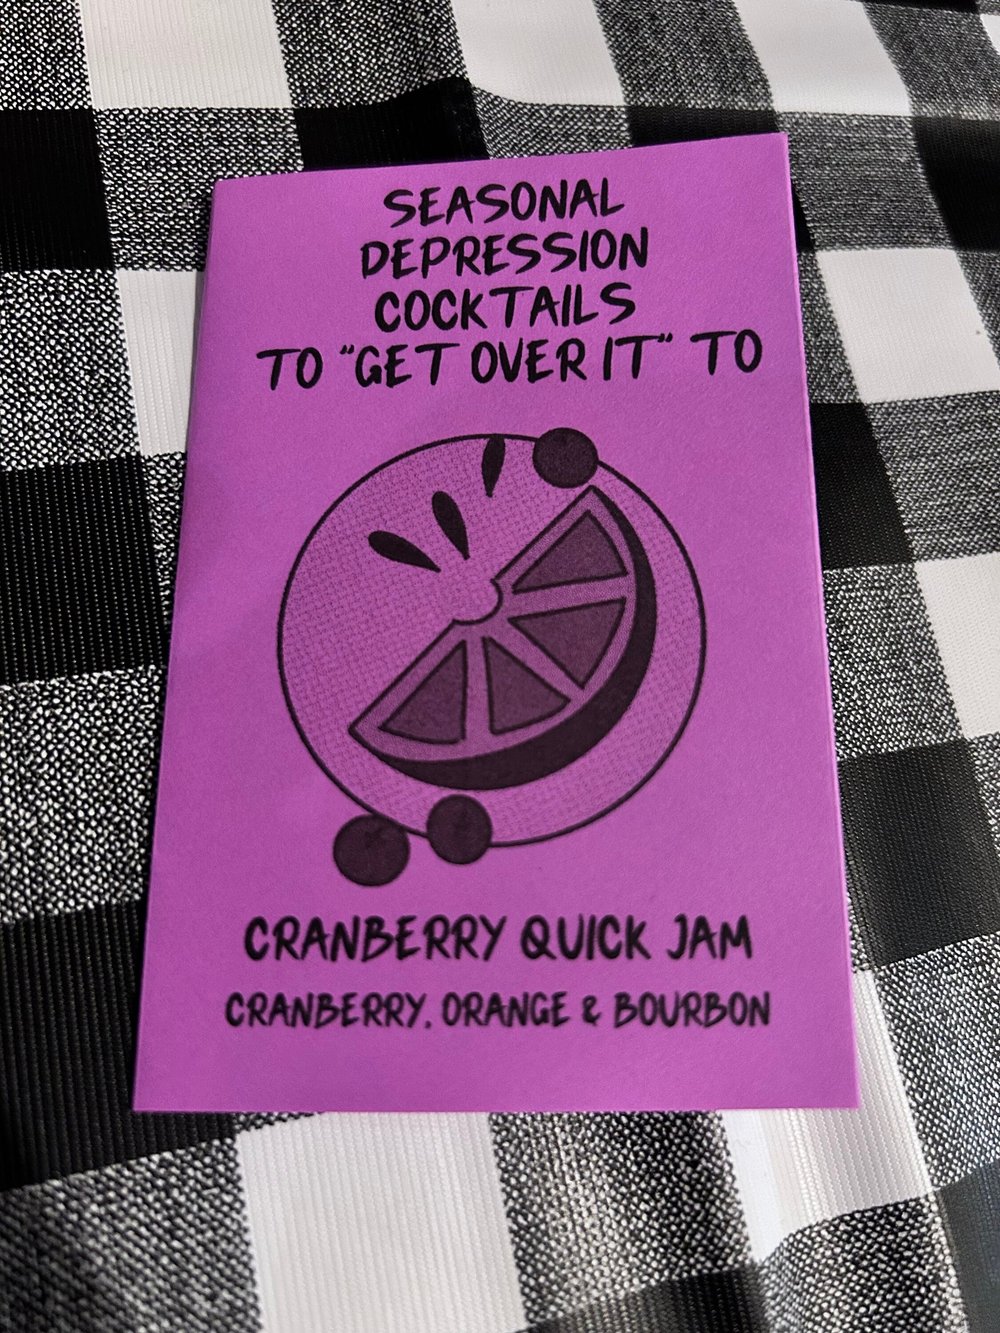 SEASONAL
DEPRESSION
COCKTAILS
TO "GET OVER IT" TO
CRANBERRY QUICK JAM
CRANBERRY, ORANGE & BOURBON